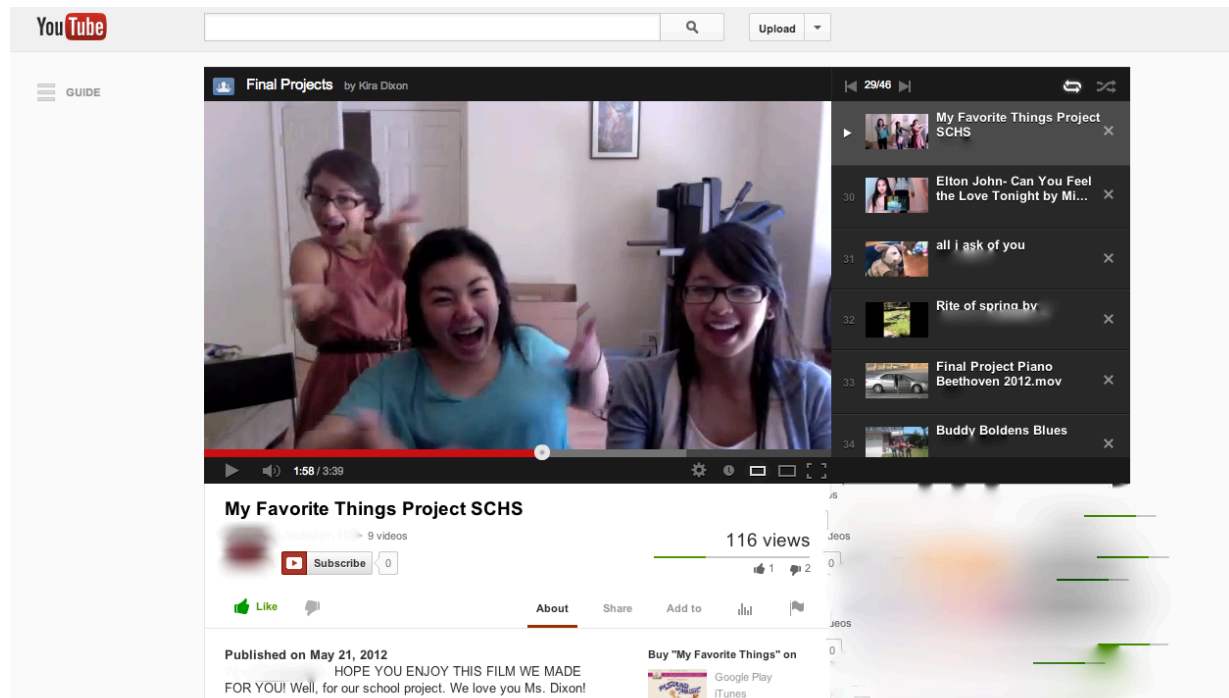 YouTube
Upload
GUIDE
Final Projects by Kira Dixon
29/46
My Favorite Things Project
SCHS
30
Elton John- Can You Feel
the Love Tonight by Mi...
31
all i ask of you
32
Rite of spring by
33
Final Project Piano
Beethoven 2012.mov
34
Buddy Boldens Blues
1:58 / 3:39
My Favorite Things Project SCHS
9 videos
Subscribe 0
116 views
1 2
Like
About Share Add to
Published on May 21, 2012
HOPE YOU ENJOY THIS FILM WE MADE
FOR YOU! Well, for our school project. We love you Ms. Dixon!
Buy "My Favorite Things" on
Google Play
iTunes
deos
0
deos
0